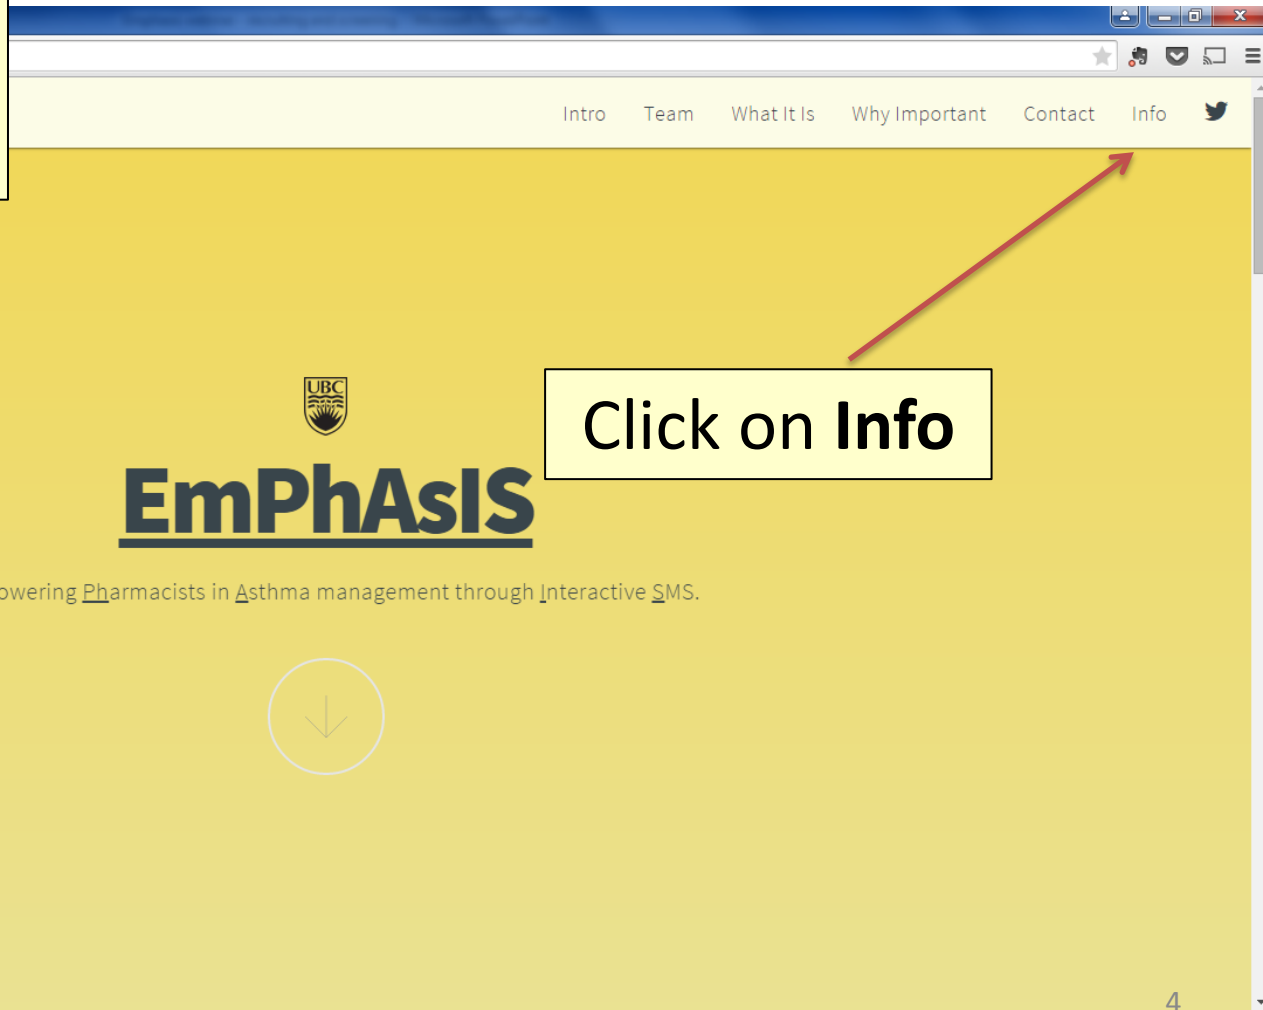 Intro Team What It Is Why Important Contact Info
UBC
Click on Info
EmPhAsIS
owering Pharmacists in Asthma management through Interactive SMS.
4